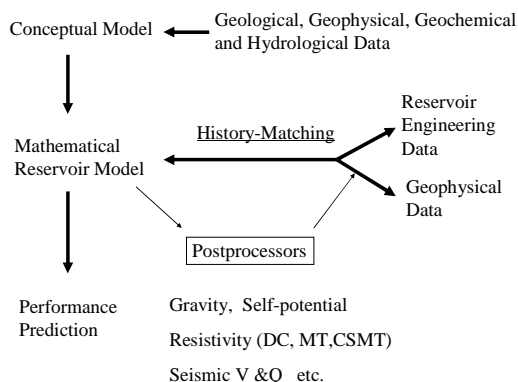 Conceptual Model
Geological, Geophysical, Geochemical
and Hydrological Data
Mathematical
Reservoir Model
History-Matching
Reservoir
Engineering
Data
Geophysical
Data
Postprocessors
Performance
Prediction
Gravity, Self-potential
Resistivity (DC, MT,CSMT)
Seismic V &Q etc.